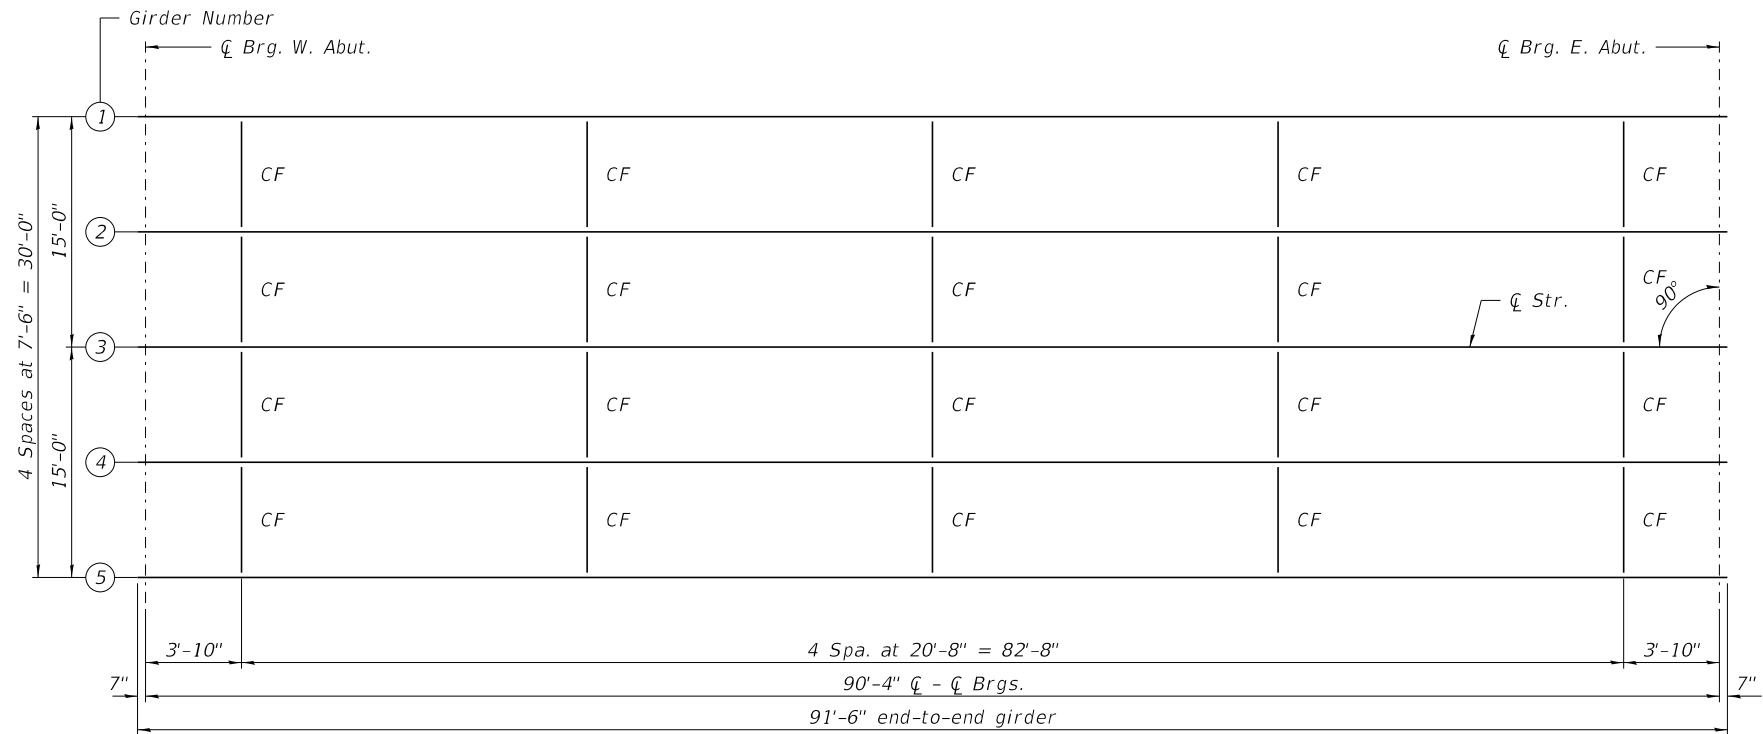 Girder Number
℄ Brg. W. Abut.
℄ Brg. E. Abut.
1
CF CF CF CF CF
2
CF CF CF CF CF
90°
℄ Str.
3
CF CF CF CF CF
4
CF CF CF CF CF
5
4 Spaces at 7'-6" = 30'-0"
15'-0"
15'-0"
3'-10" 4 Spa. at 20'-8" = 82'-8" 3'-10"
7" 90'-4" ℄ - ℄ Brgs. 7"
91'-6" end-to-end girder